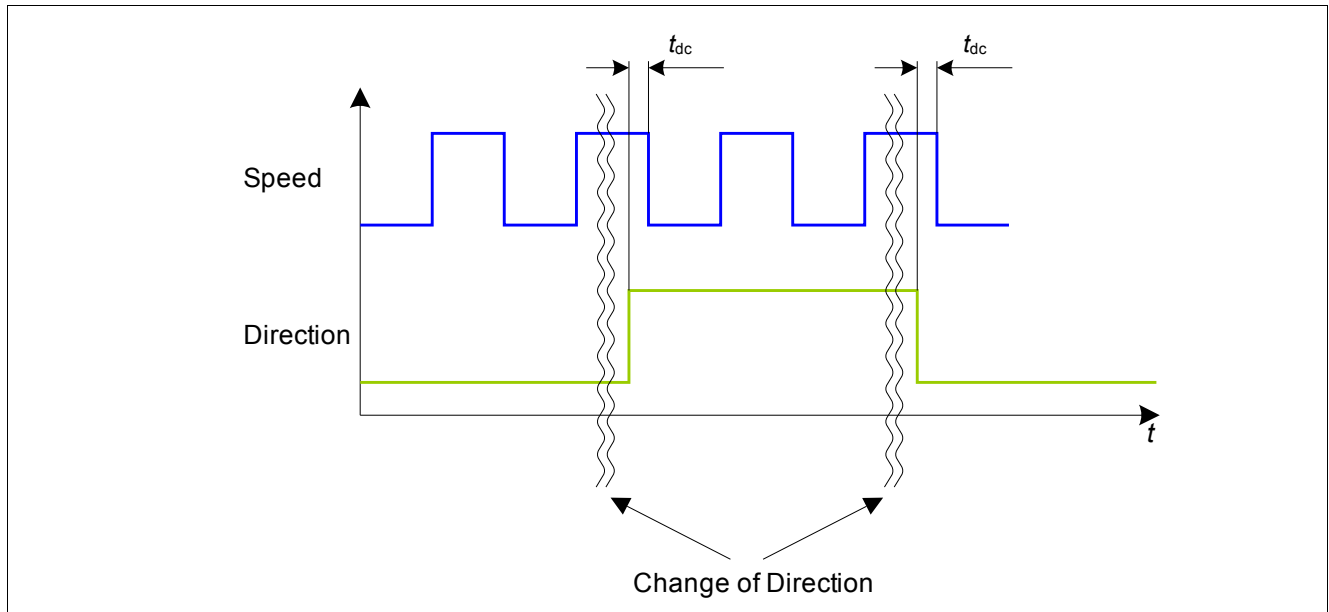 tdc tdc
Speed
Direction
t
Change of Direction